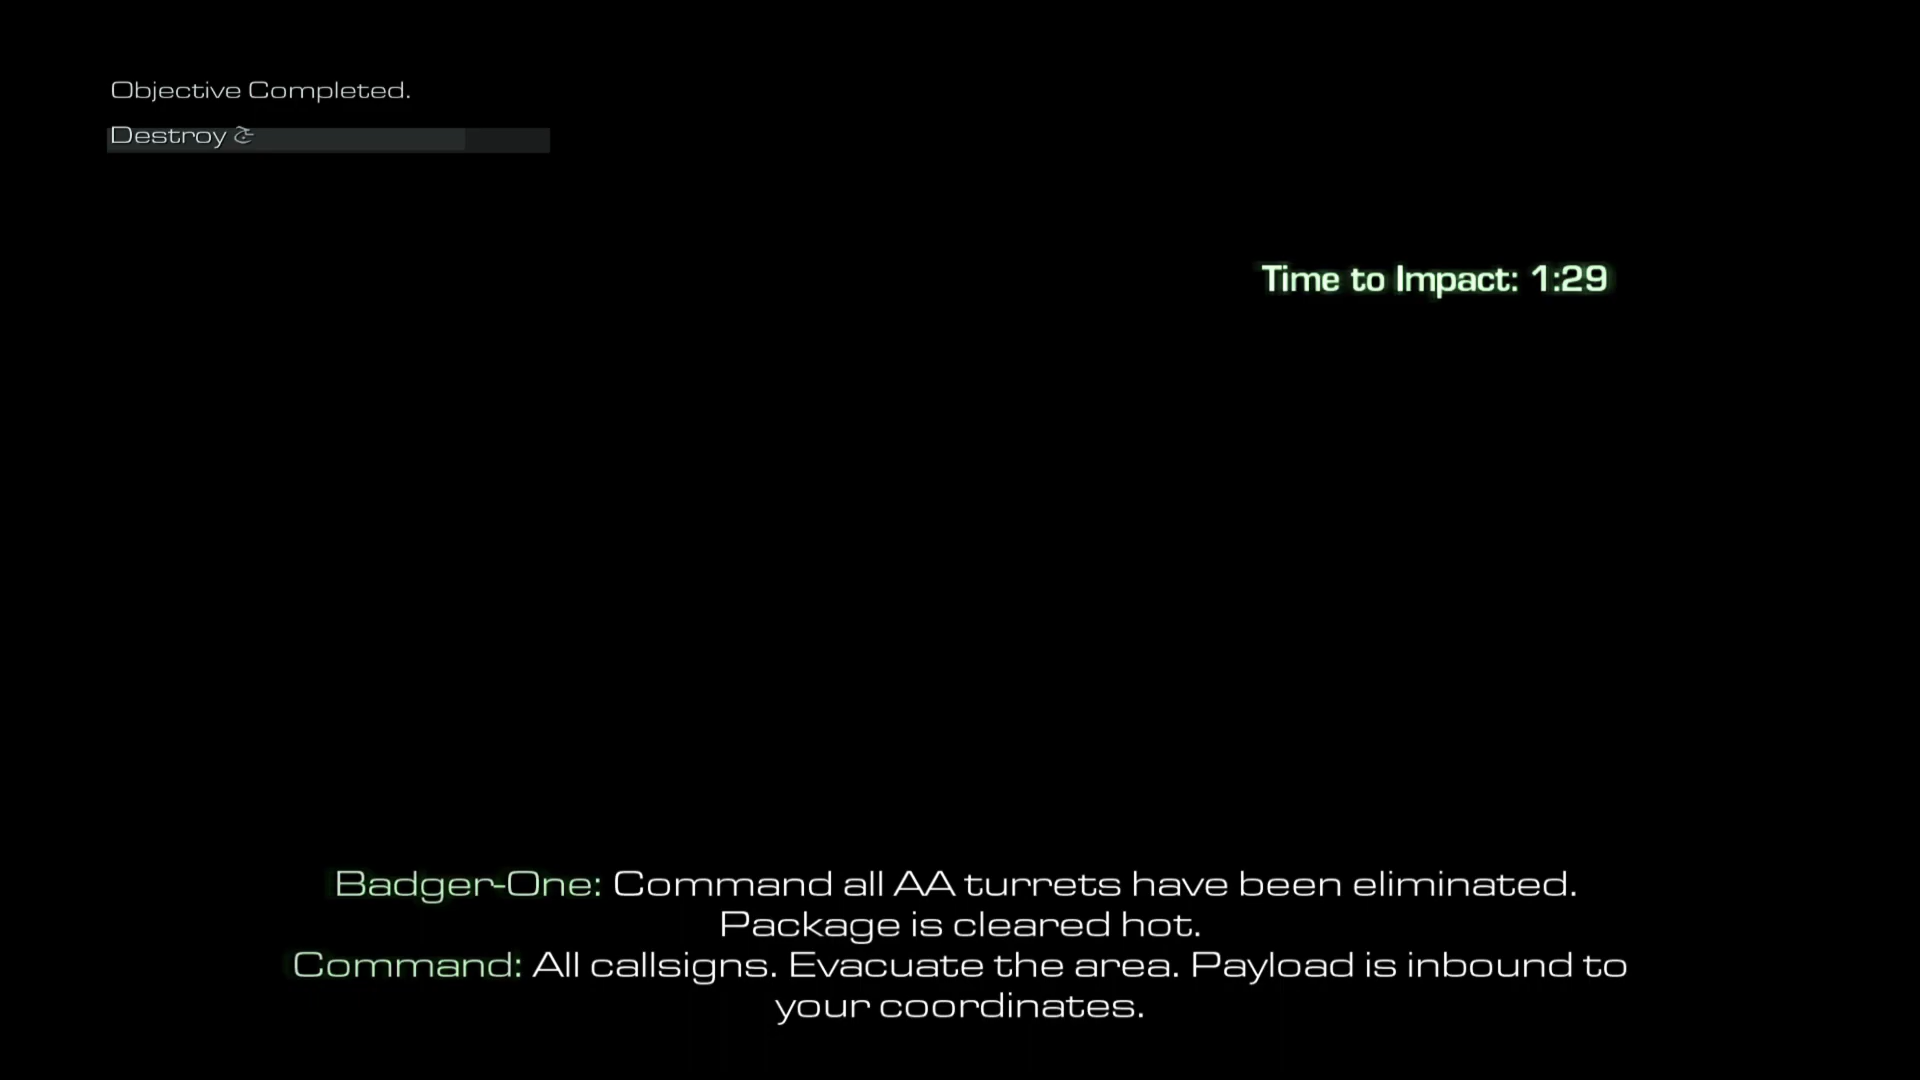 Objective Completed.
Destroy
Time to Impact: 1:29
Badger-One: Command all AA turrets have been eliminated.
Package is cleared hot.
Command: All callsigns. Evacuate the area. Payload is inbound to
your coordinates.